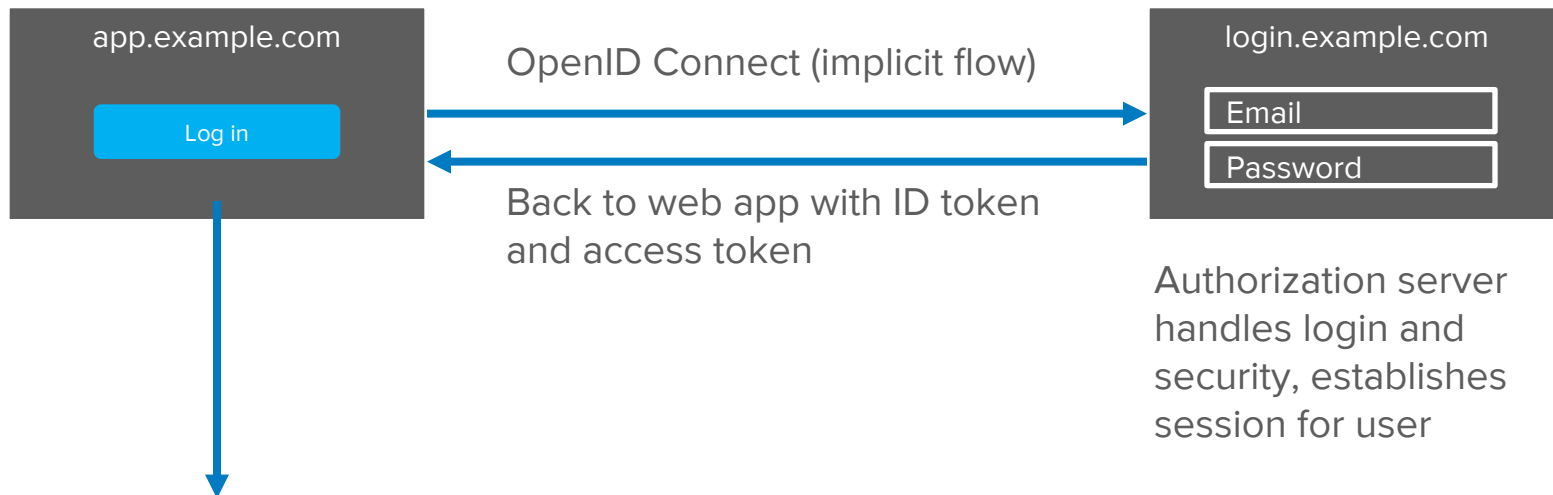 app.example.com
Log in
OpenID Connect (implicit flow)
Back to web app with ID token
and access token
login.example.com
Email
Password
Authorization server
handles login and
security, establishes
session for user